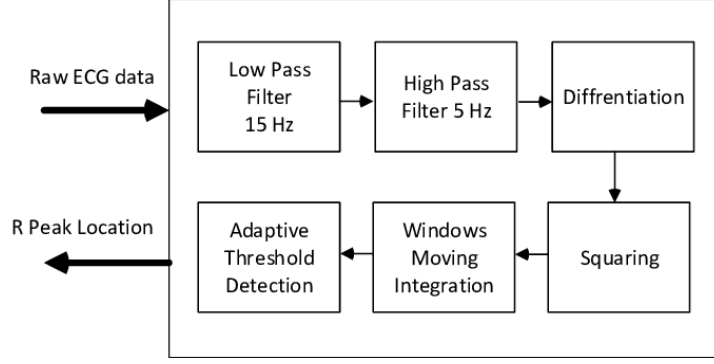 Raw ECG data
Low Pass
Filter
15 Hz
High Pass
Filter 5 Hz
Diffrentiation
R Peak Location
Adaptive
Threshold
Detection
Windows
Moving
Integration
Squaring